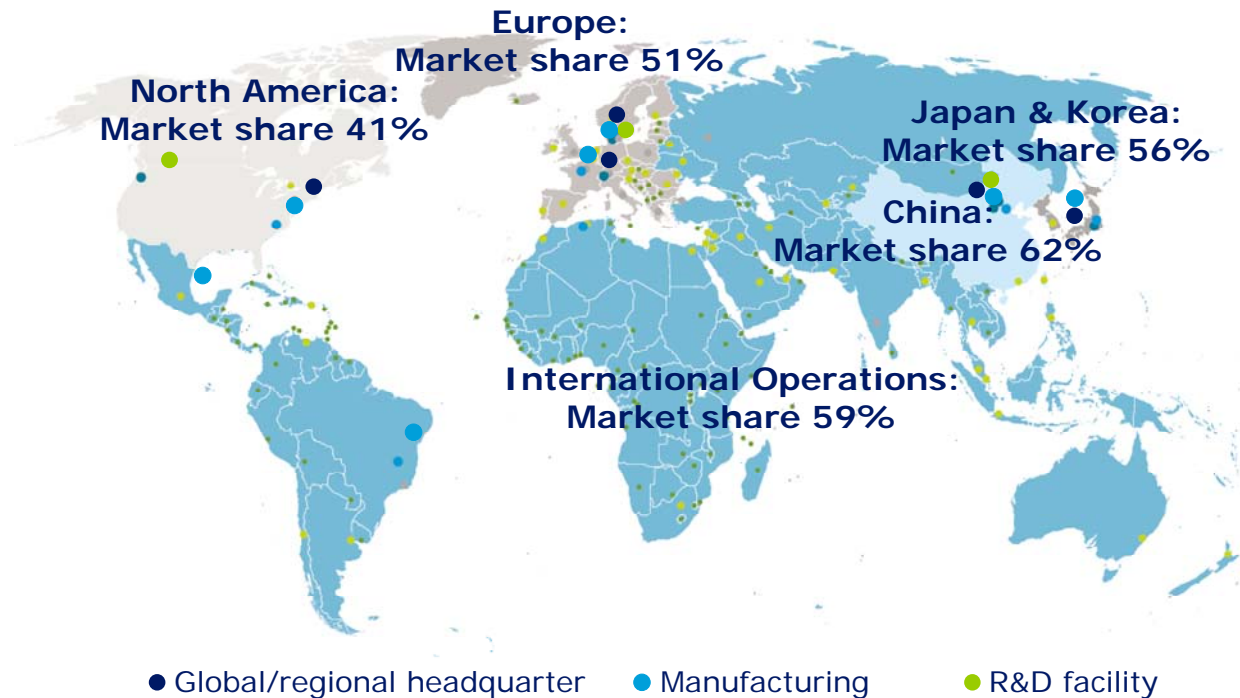 Europe:
Market share 51%
North America:
Market share 41%
Japan & Korea:
Market share 56%
China:
Market share 62%
International Operations:
Market share 59%
Global/regional headquarter
Manufacturing
R&D facility